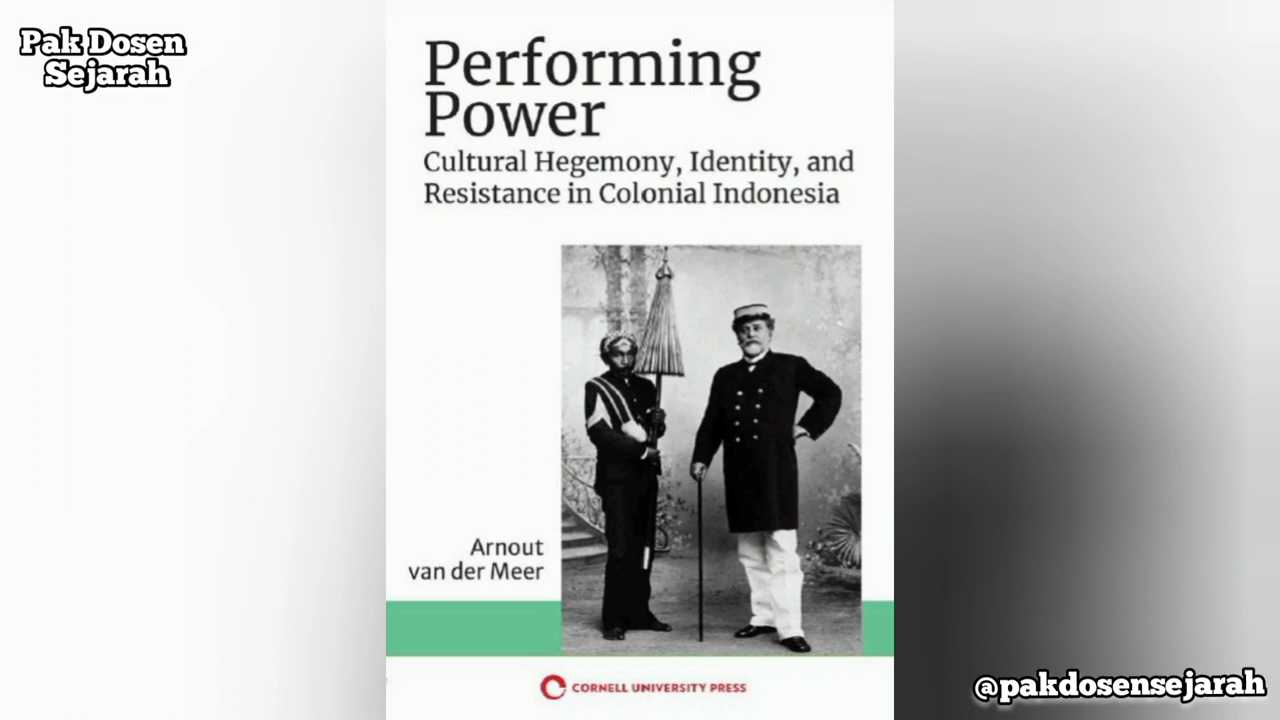 Pak Dosen
Sejarah
Performing
Power
Cultural Hegemony, Identity, and
Resistance in Colonial Indonesia
Arnout
van der Meer
CORNELL UNIVERSITY PRESS
@pakdosensejarah